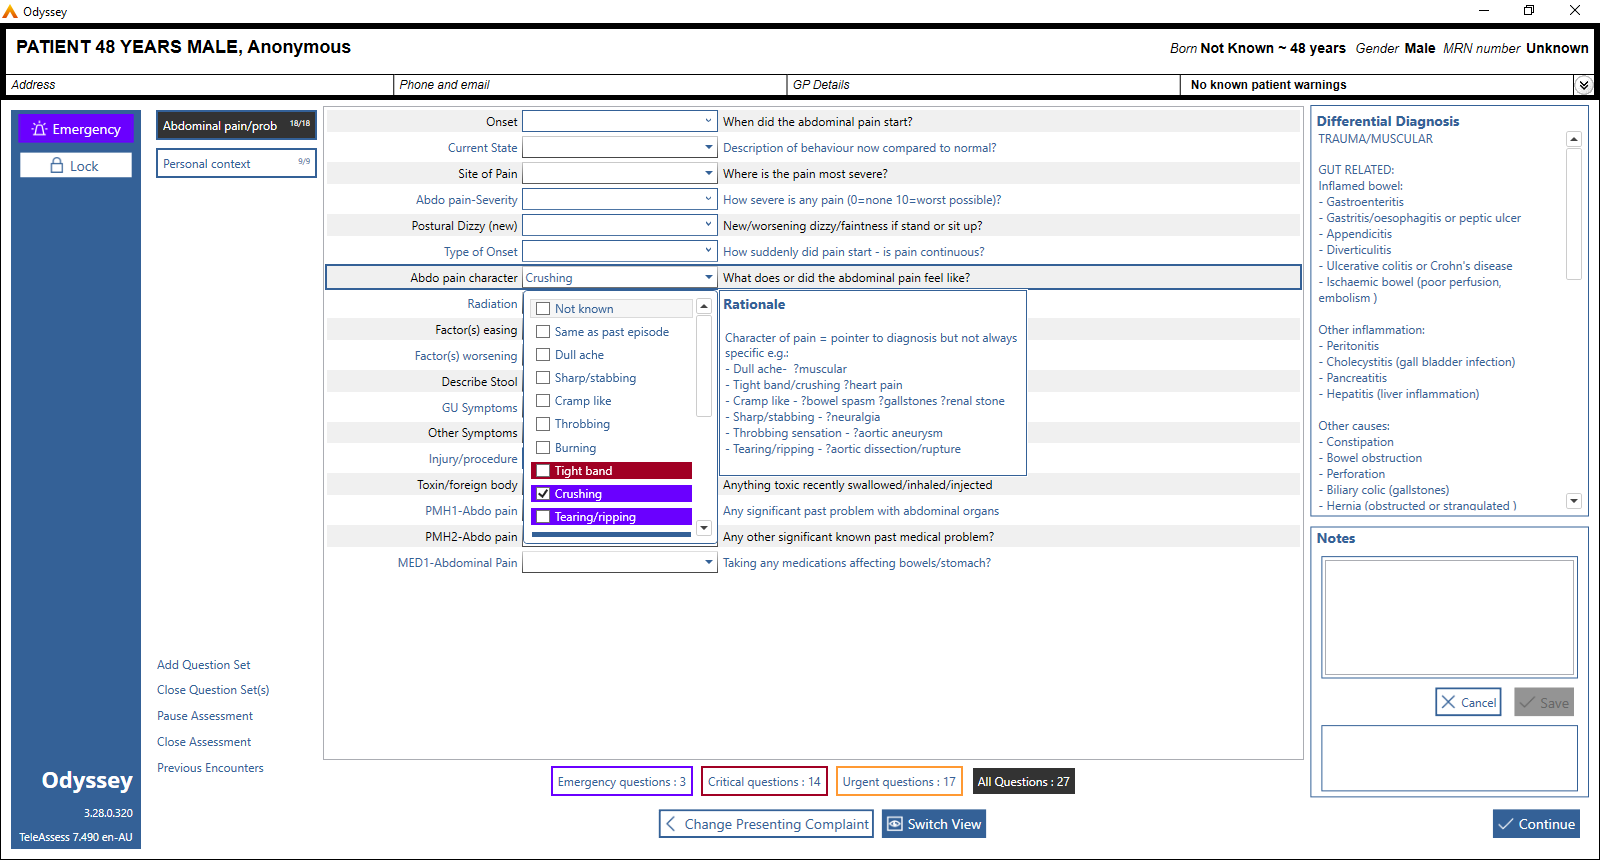 Odyssey
PATIENT 48 YEARS MALE, Anonymous
Born Not Known ~ 48 years Gender Male MRN number Unknown
Address
Phone and email
GP Details
No known patient warnings
Emergency
Lock
Abdominal pain/prob 18/18
Personal context 9/9
Onset When did the abdominal pain start?
Current State Description of behaviour now compared to normal?
Site of Pain Where is the pain most severe?
Abdo pain-Severity How severe is any pain (0=none 10=worst possible)?
Postural Dizzy (new) New/worsening dizzy/faintness if stand or sit up?
Type of Onset How suddenly did pain start - is pain continuous?
Abdo pain character Crushing What does or did the abdominal pain feel like?
Radiation
Factor(s) easing
Factor(s) worsening
Describe Stool
GU Symptoms
Other Symptoms
Injury/procedure
Toxin/foreign body Anything toxic recently swallowed/inhaled/injected
PMH1-Abdo pain Any significant past problem with abdominal organs
PMH2-Abdo pain Any other significant known past medical problem?
MED1-Abdominal Pain Taking any medications affecting bowels/stomach?
Not known
Same as past episode
Dull ache
Sharp/stabbing
Cramp like
Throbbing
Burning
Tight band
Crushing
Tearing/ripping
Rationale
Character of pain = pointer to diagnosis but not always
specific e.g.:
- Dull ache- ?muscular
- Tight band/crushing ?heart pain
- Cramp like - ?bowel spasm ?gallstones ?renal stone
- Sharp/stabbing - ?neuralgia
- Throbbing sensation - ?aortic aneurysm
- Tearing/ripping - ?aortic dissection/rupture
Differential Diagnosis
TRAUMA/MUSCULAR
GUT RELATED:
Inflamed bowel:
- Gastroenteritis
- Gastritis/oesophagitis or peptic ulcer
- Appendicitis
- Diverticulitis
- Ulcerative colitis or Crohn's disease
- Ischaemic bowel (poor perfusion,
embolism )
Other inflammation:
- Peritonitis
- Cholecystitis (gall bladder infection)
- Pancreatitis
- Hepatitis (liver inflammation)
Other causes:
- Constipation
- Bowel obstruction
- Perforation
- Biliary colic (gallstones)
- Hernia (obstructed or strangulated )
Notes
Cancel
Save
Add Question Set
Close Question Set(s)
Pause Assessment
Close Assessment
Previous Encounters
Odyssey
3.28.0.320
TeleAssess 7.490 en-AU
Emergency questions : 3
Critical questions : 14
Urgent questions : 17
All Questions : 27
Change Presenting Complaint
Switch View
Continue